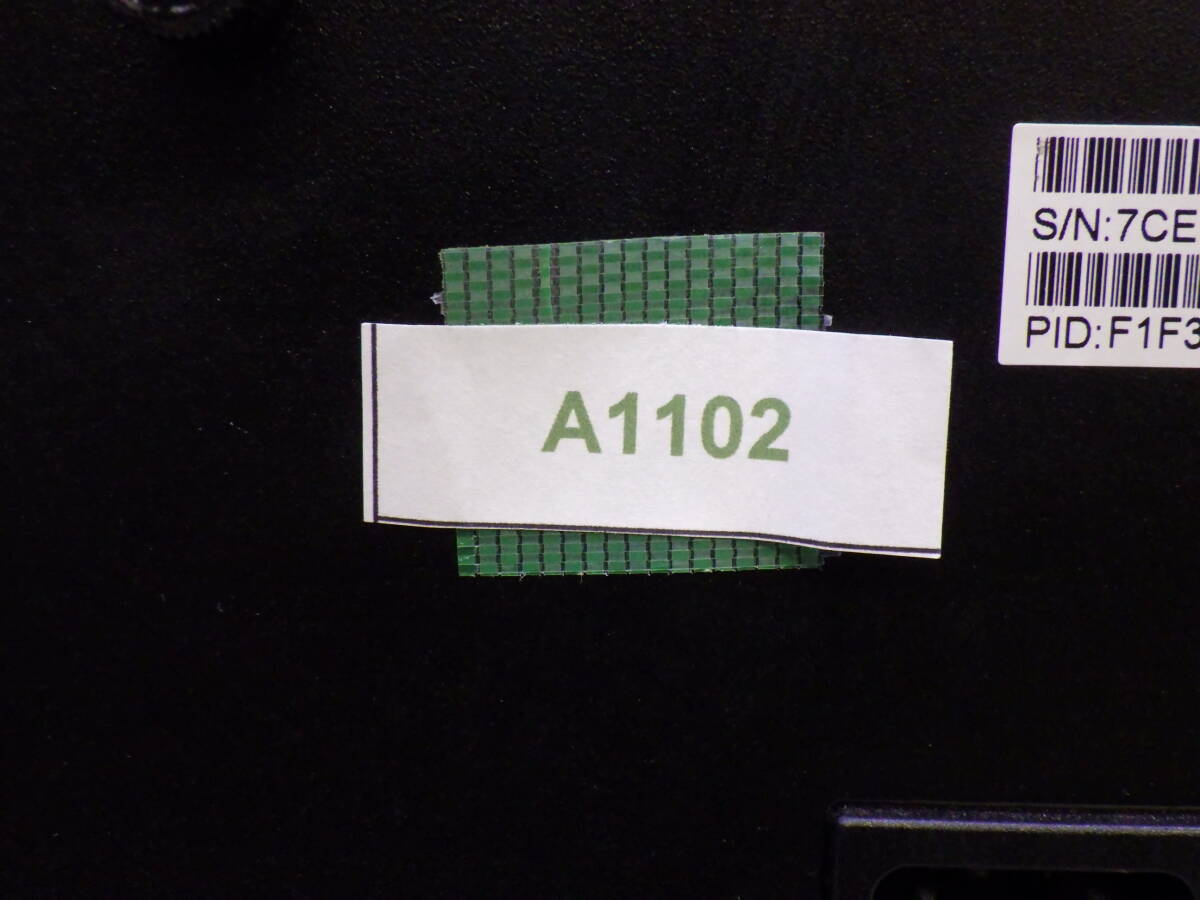 S/N:7CE
PID:F1F3
A1102